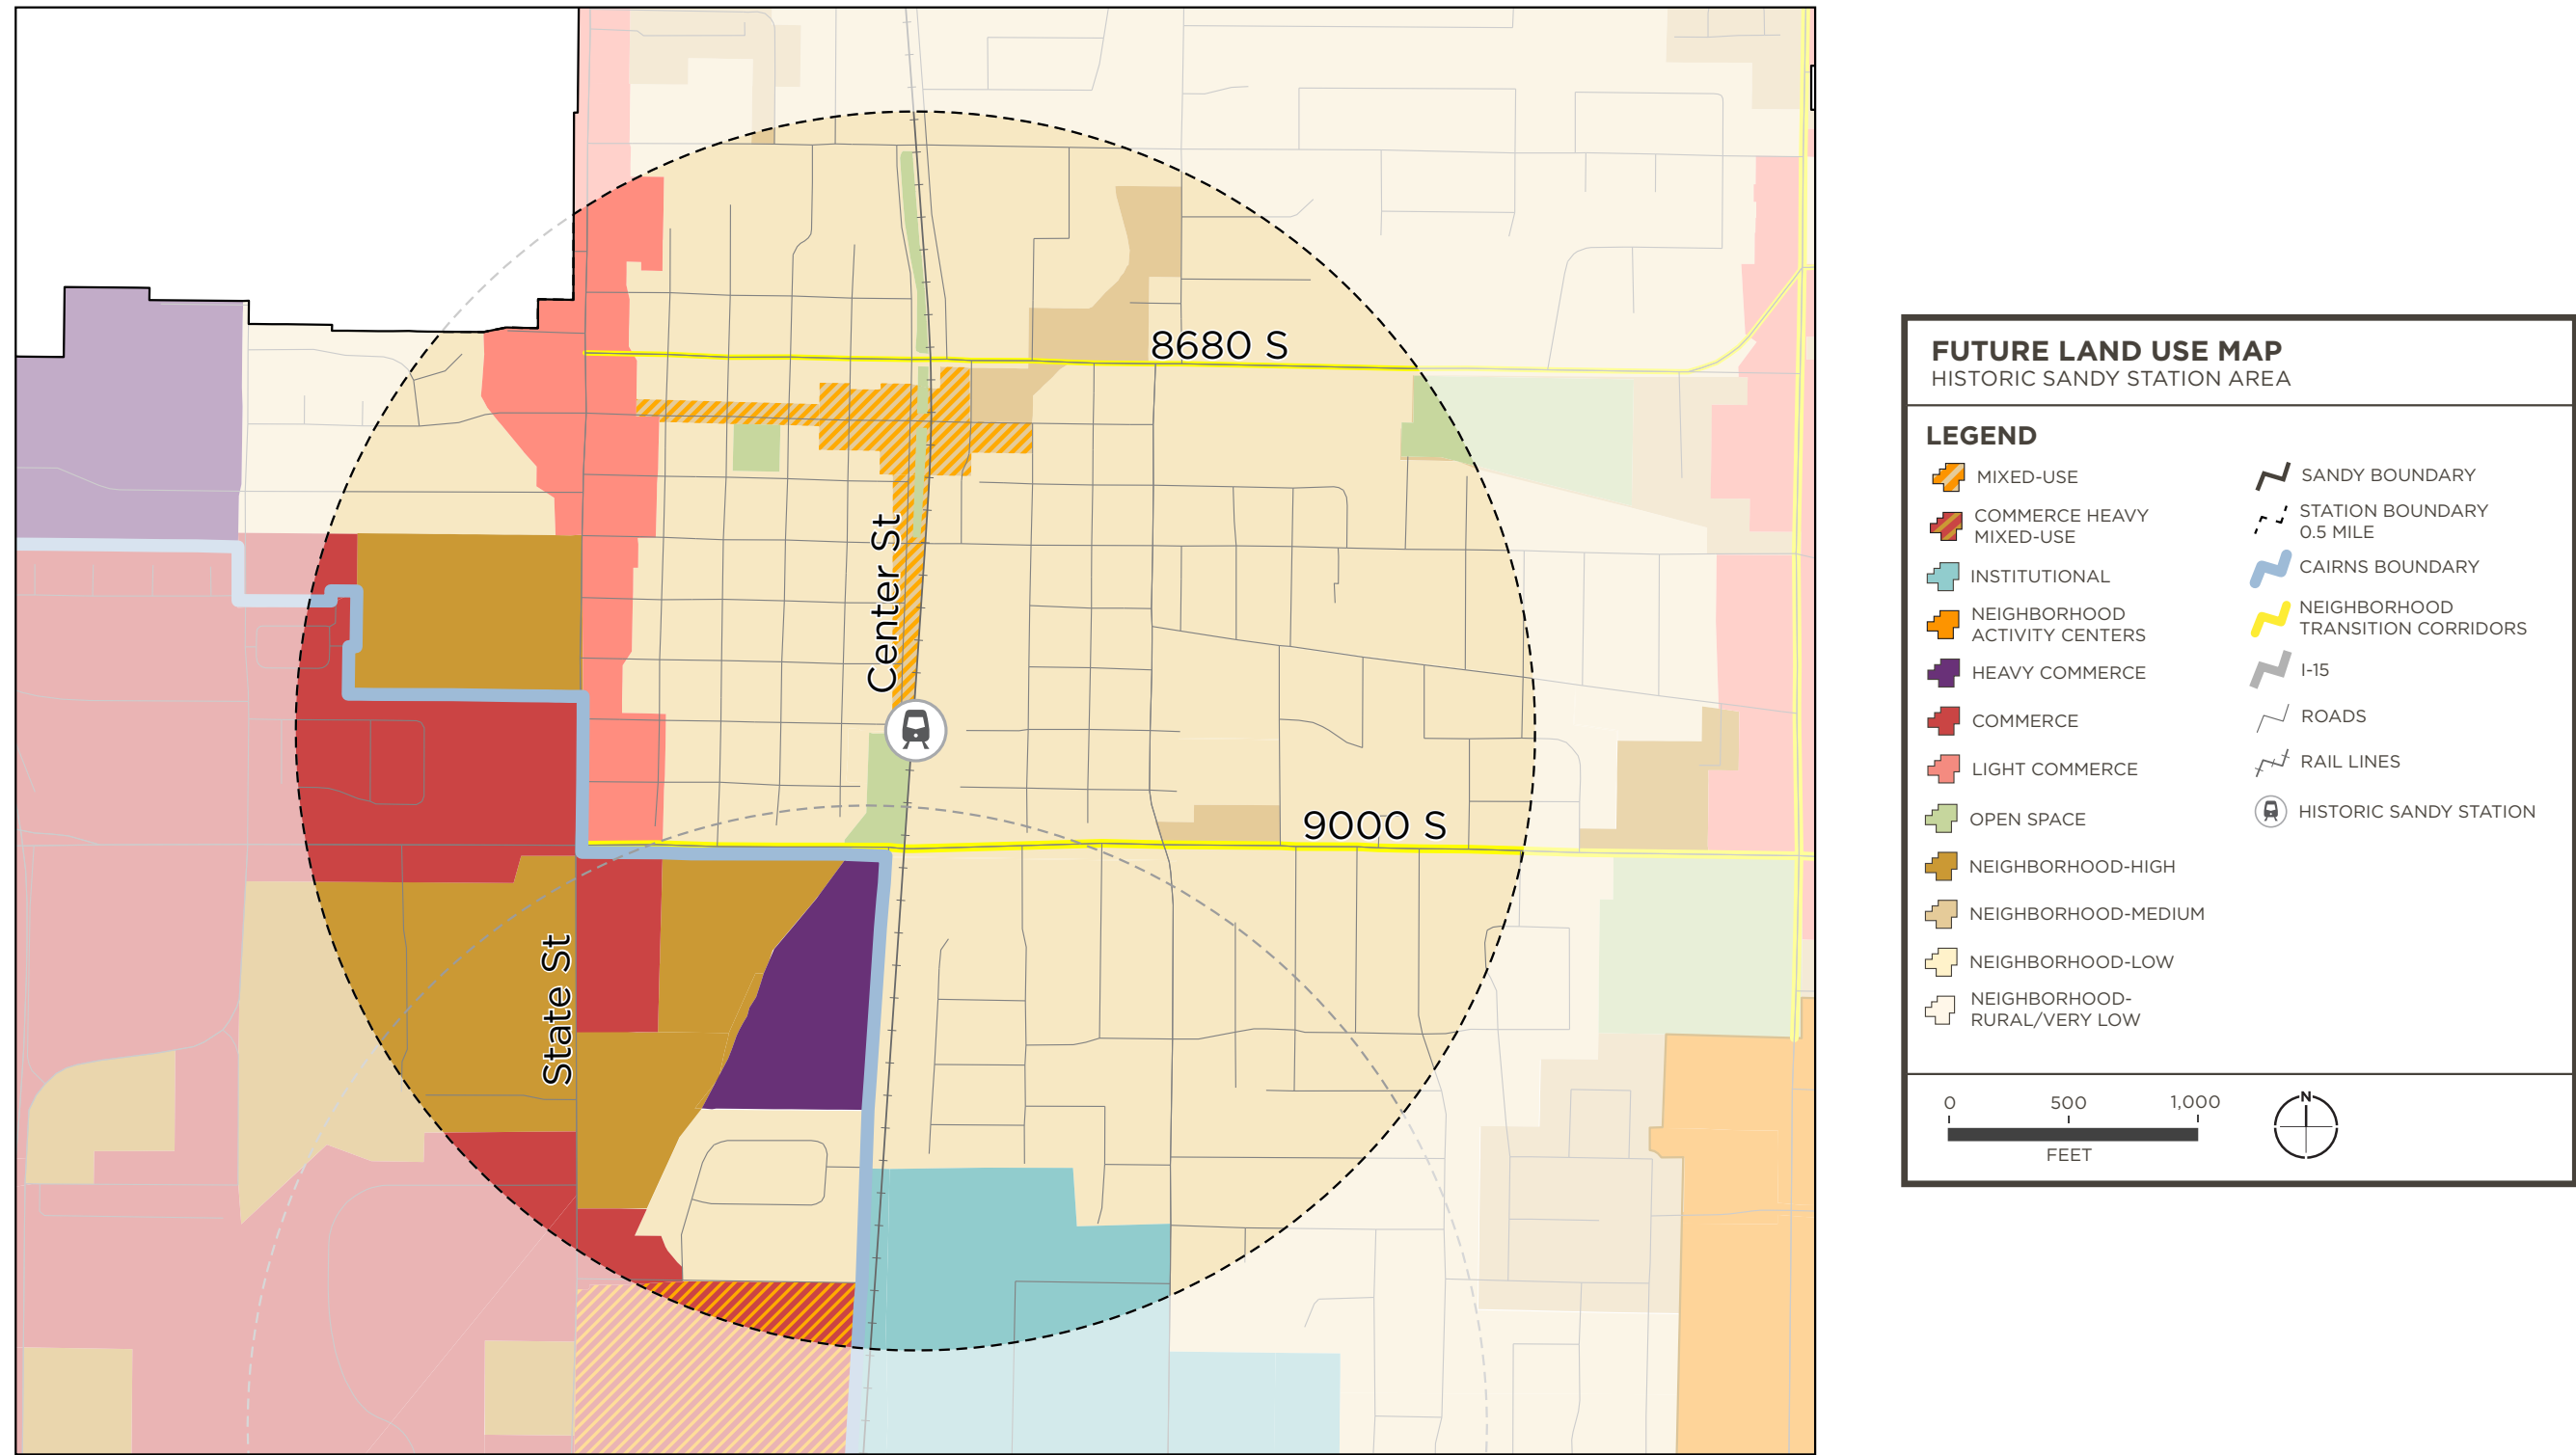 8680 S
Center St
9000 S
State St
FUTURE LAND USE MAP
HISTORIC SANDY STATION AREA
LEGEND
MIXED-USE
COMMERCE HEAVY
MIXED-USE
INSTITUTIONAL
NEIGHBORHOOD
ACTIVITY CENTERS
HEAVY COMMERCE
COMMERCE
LIGHT COMMERCE
OPEN SPACE
NEIGHBORHOOD-HIGH
NEIGHBORHOOD-MEDIUM
NEIGHBORHOOD-LOW
NEIGHBORHOOD-
RURAL/VERY LOW
SANDY BOUNDARY
STATION BOUNDARY
0.5 MILE
CAIRNS BOUNDARY
NEIGHBORHOOD
TRANSITION CORRIDORS
I-15
ROADS
RAIL LINES
HISTORIC SANDY STATION
0 500 1,000
FEET
N